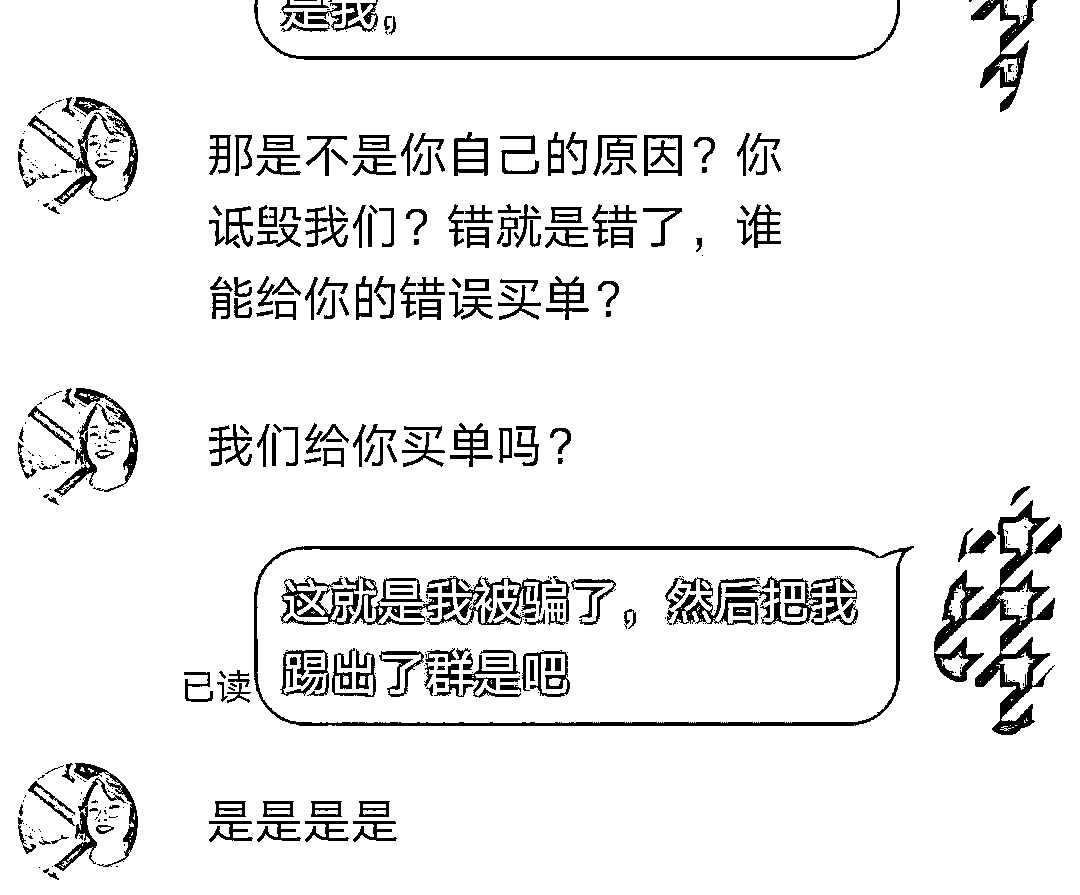 是我，
那是不是你自己的原因？你
诋毁我们？错就是错了，谁
能给你的错误买单？
我们给你买单吗？
这就是我被骗了，然后把我
踢出了群是吧
已读
是是是是